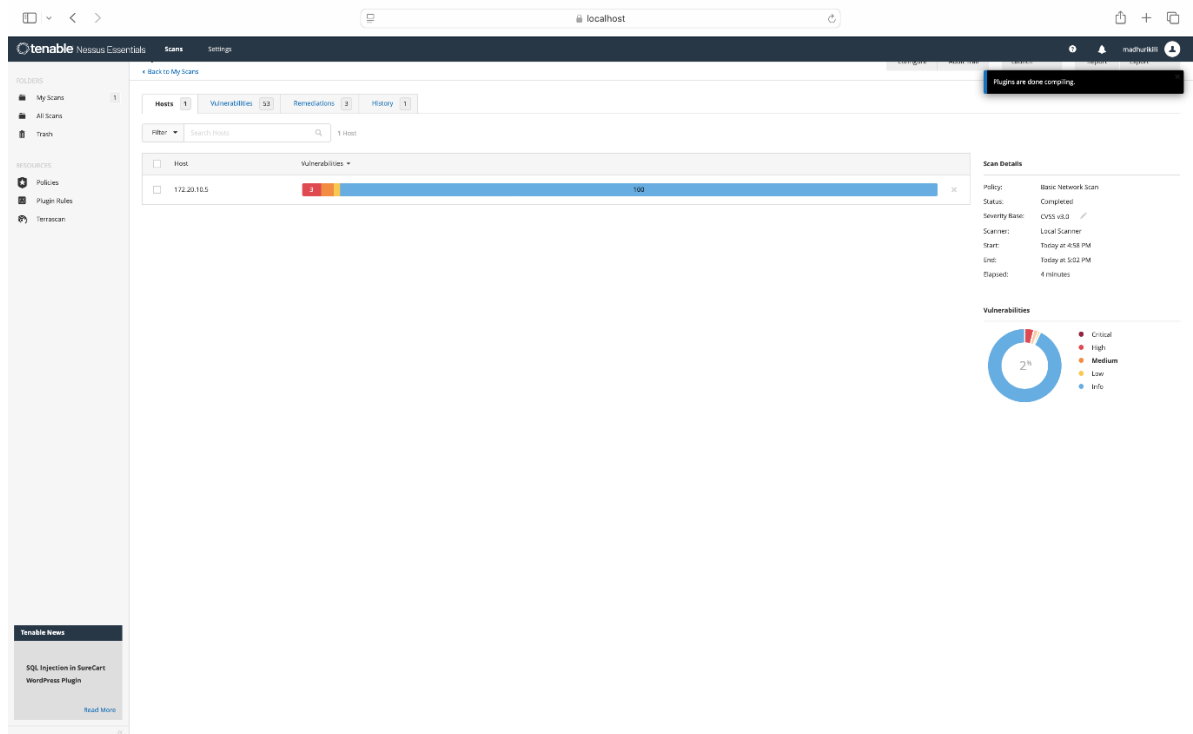 localhost
tenable Nessus Essentials Scans Settings
madhurikilli
Plugins are done compiling.
FOLDERS
My Scans 1
All Scans
Trash
RESOURCES
Policies
Plugin Rules
Terrascan
Tenable News
SQL Injection in SureCart
WordPress Plugin
Read More
< Back to My Scans
Hosts 1 Vulnerabilities 53 Remediations 3 History 1
Filter Search Hosts 1 Host
Host Vulnerabilities
172.20.10.5 3 100
Scan Details
Policy: Basic Network Scan
Status: Completed
Severity Base: CVSS v3.0
Scanner: Local Scanner
Start: Today at 4:58 PM
End: Today at 5:02 PM
Elapsed: 4 minutes
Vulnerabilities
2%
Critical
High
Medium
Low
Info